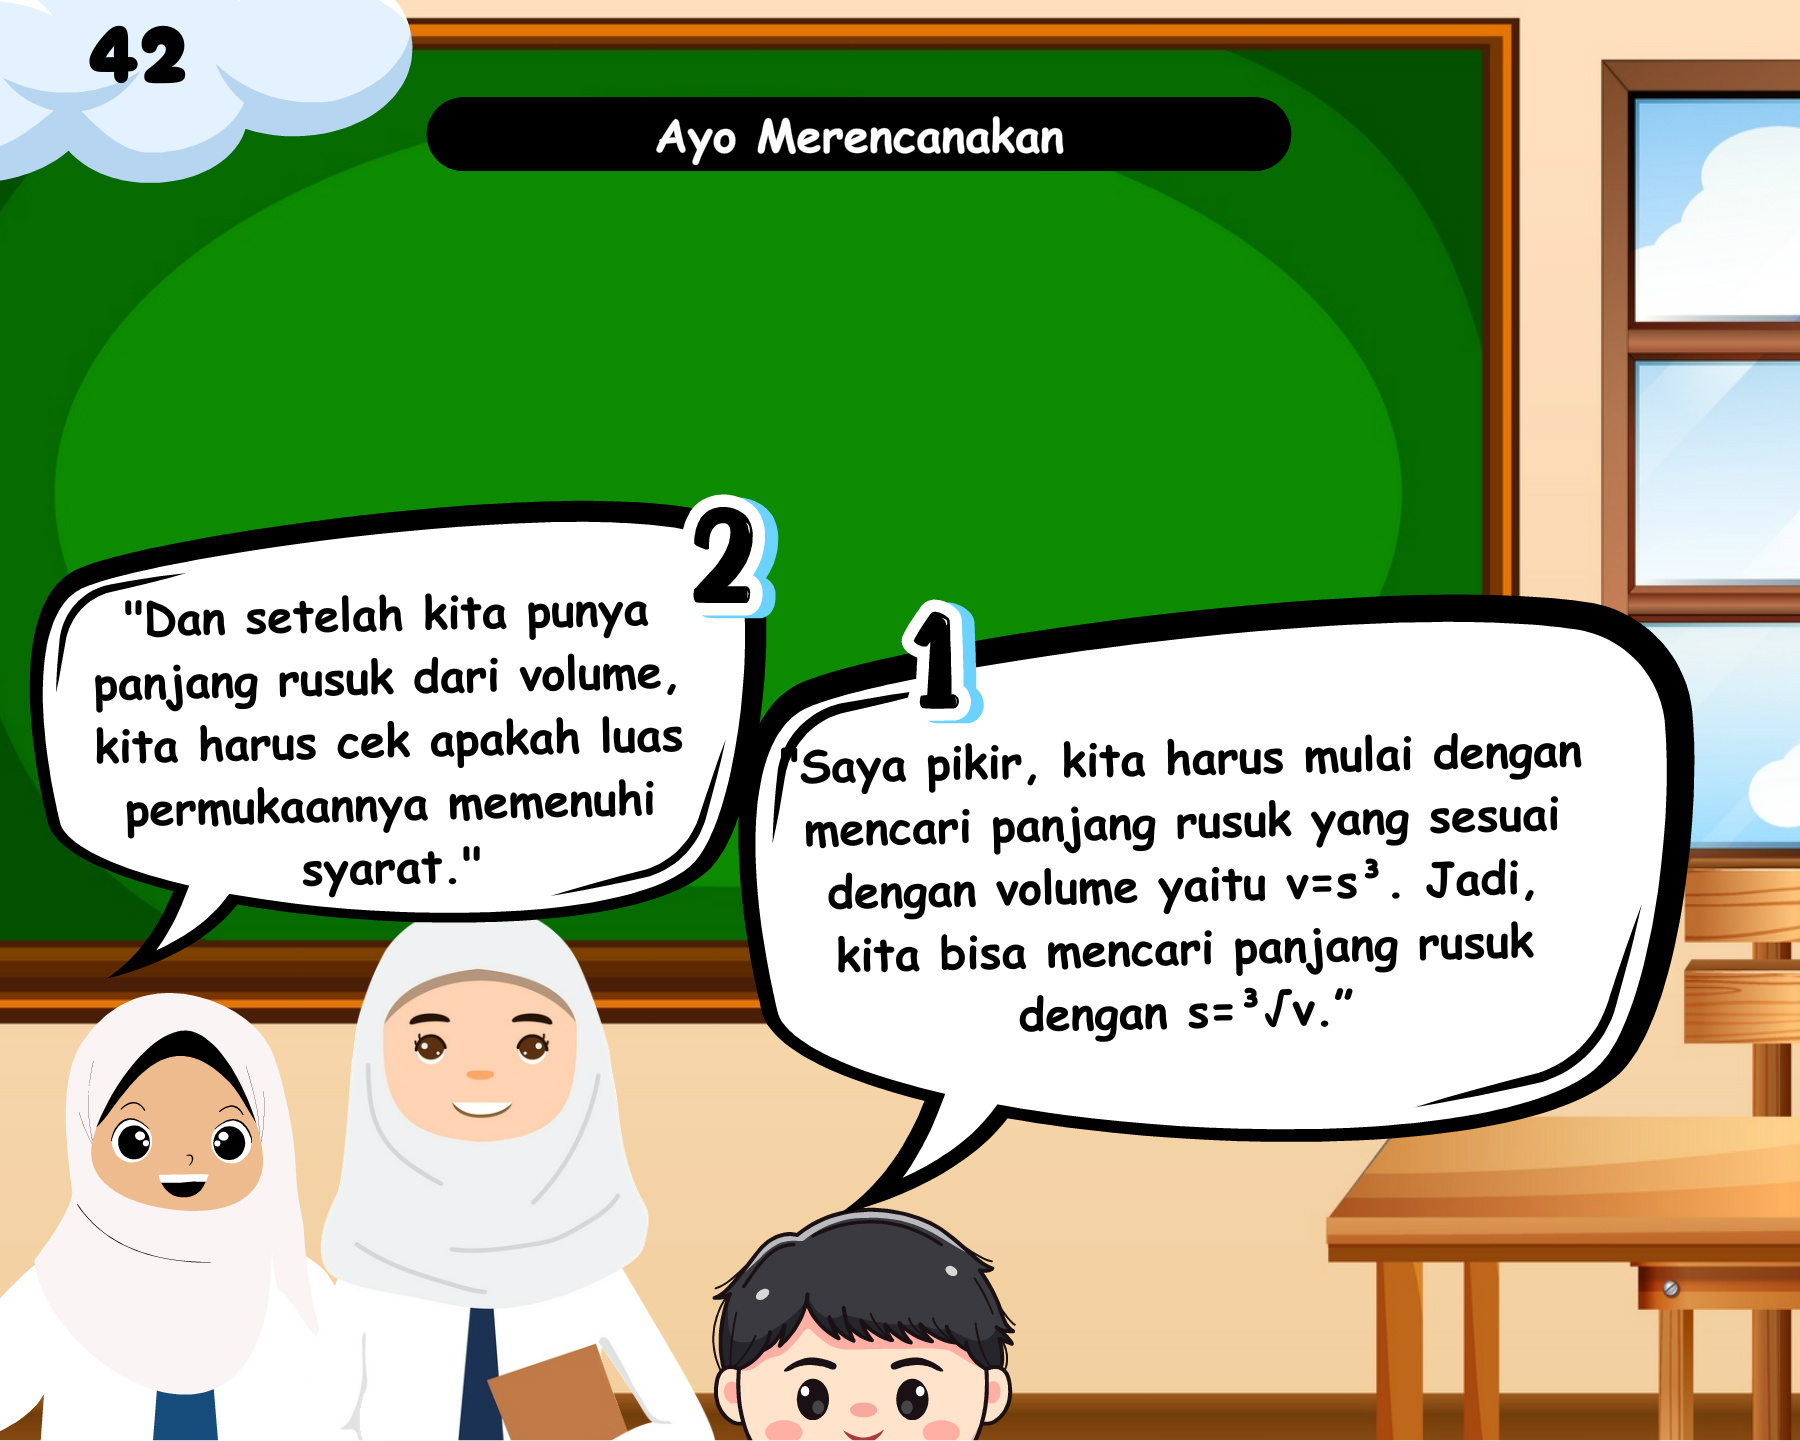 42
Ayo Merencanakan
1
"Saya pikir, kita harus mulai dengan
mencari panjang rusuk yang sesuai
dengan volume yaitu v=s³. Jadi,
kita bisa mencari panjang rusuk
dengan s=³√v.”
2
"Dan setelah kita punya
panjang rusuk dari volume,
kita harus cek apakah luas
permukaannya memenuhi
syarat."